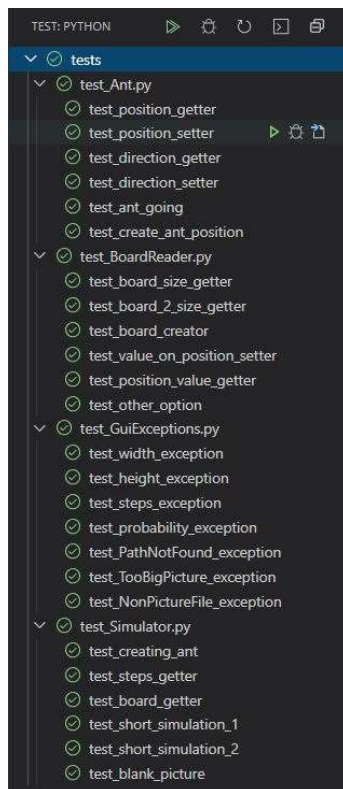 TEST: PYTHON
tests
test_Ant.py
test_position_getter
test_position_setter
test_direction_getter
test_direction_setter
test_ant_going
test_create_ant_position
test_BoardReader.py
test_board_size_getter
test_board_2_size_getter
test_board_creator
test_value_on_position_setter
test_position_value_getter
test_other_option
test_GuiExceptions.py
test_width_exception
test_height_exception
test_steps_exception
test_probability_exception
test_PathNotFound_exception
test_TooBigPicture_exception
test_NonPictureFile_exception
test_Simulator.py
test_creating_ant
test_steps_getter
test_board_getter
test_short_simulation_1
test_short_simulation_2
test_blank_picture